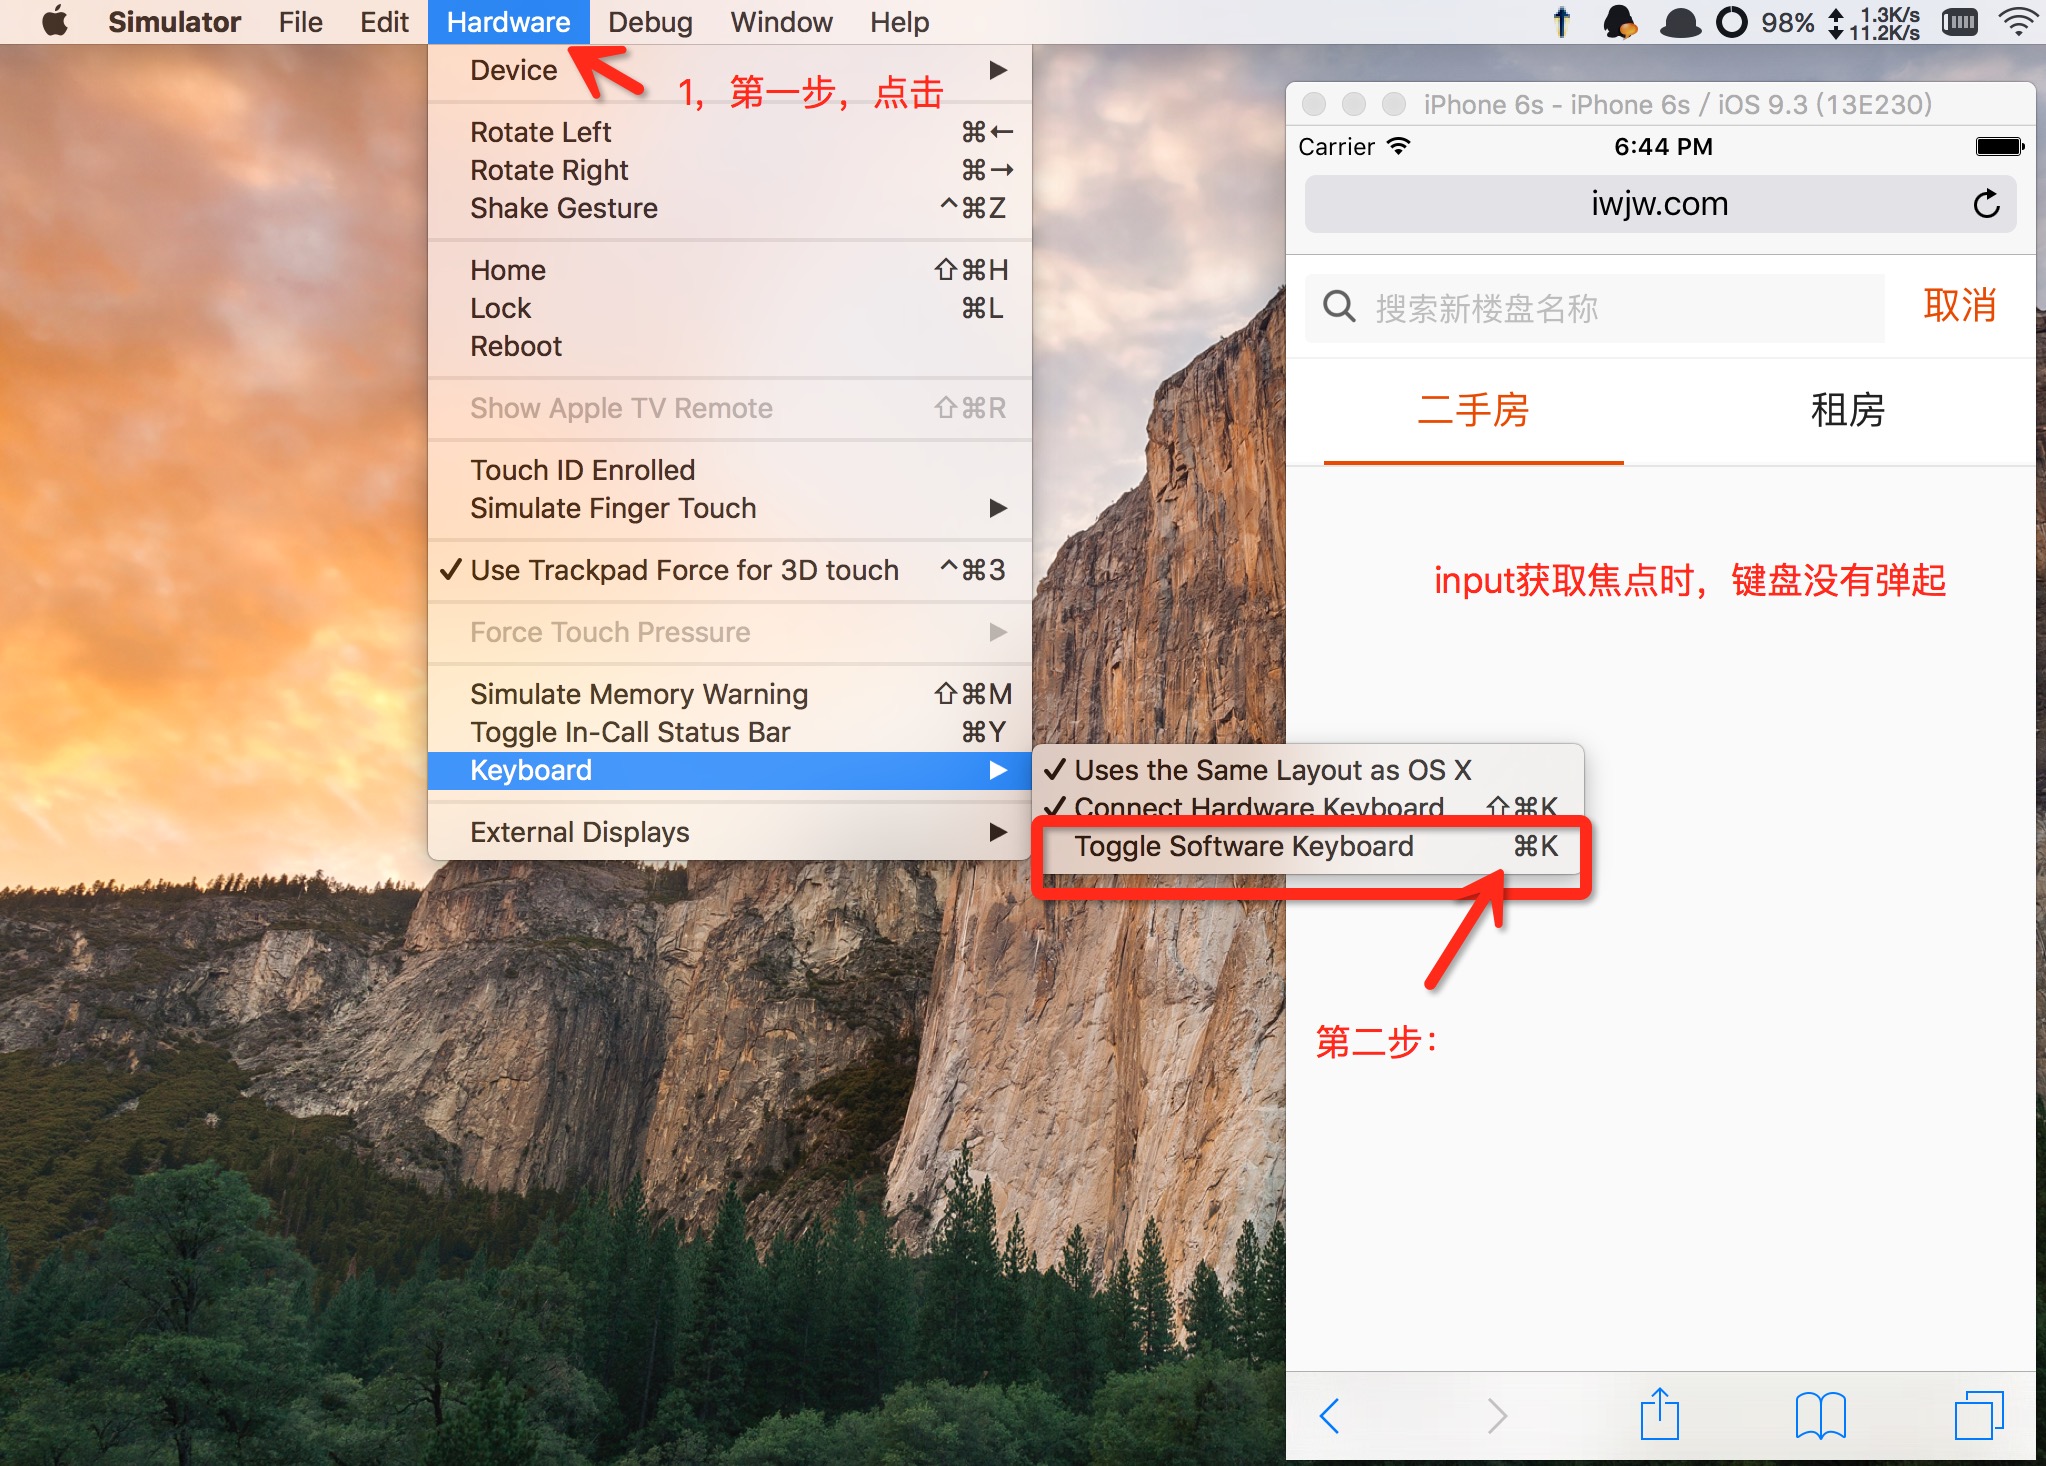 Simulator File Edit Hardware Debug Window Help 98% 1.3K/s 11.2K/s
Device
1，第一步，点击
Rotate Left ⌘←
Rotate Right ⌘→
Shake Gesture ^⌘Z
Home ⇧⌘H
Lock ⌘L
Reboot
Show Apple TV Remote ⇧⌘R
Touch ID Enrolled
Simulate Finger Touch
✓ Use Trackpad Force for 3D touch ^⌘3
Force Touch Pressure
Simulate Memory Warning ⇧⌘M
Toggle In-Call Status Bar ⌘Y
Keyboard
External Displays
✓ Uses the Same Layout as OS X
✓ Connect Hardware Keyboard ⇧⌘K
Toggle Software Keyboard ⌘K
第二步：
iPhone 6s - iPhone 6s / iOS 9.3 (13E230)
Carrier 6:44 PM
iwjw.com
搜索新楼盘名称 取消
二手房 租房
input获取焦点时，键盘没有弹起